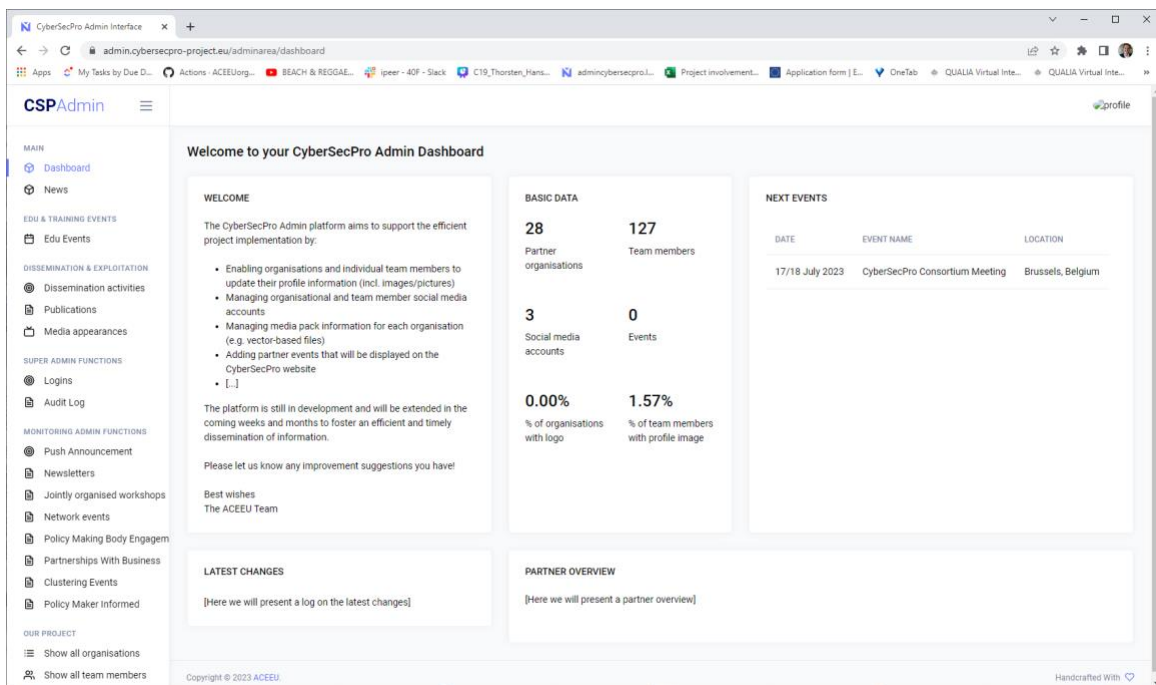 CyberSecPro Admin Interface
admin.cybersecpro-project.eu/adminarea/dashboard
Apps
My Tasks by Due D...
Actions · ACEEUorg...
BEACH & REGGAE...
ipeer - 40F - Slack
C19_Thorsten_Hans...
admincybersecpro.l...
Project involvement...
Application form | E...
OneTab
QUALIA Virtual Inte...
QUALIA Virtual Inte...
CSPAdmin
profile
MAIN
Dashboard
News
EDU & TRAINING EVENTS
Edu Events
DISSEMINATION & EXPLOITATION
Dissemination activities
Publications
Media appearances
SUPER ADMIN FUNCTIONS
Logins
Audit Log
MONITORING ADMIN FUNCTIONS
Push Announcement
Newsletters
Jointly organised workshops
Network events
Policy Making Body Engagem
Partnerships With Business
Clustering Events
Policy Maker Informed
OUR PROJECT
Show all organisations
Show all team members
Welcome to your CyberSecPro Admin Dashboard
WELCOME
The CyberSecPro Admin platform aims to support the efficient
project implementation by:
• Enabling organisations and individual team members to
update their profile information (incl. images/pictures)
• Managing organisational and team member social media
accounts
• Managing media pack information for each organisation
(e.g. vector-based files)
• Adding partner events that will be displayed on the
CyberSecPro website
• [...]
The platform is still in development and will be extended in the
coming weeks and months to foster an efficient and timely
dissemination of information.
Please let us know any improvement suggestions you have!
Best wishes
The ACEEU Team
BASIC DATA
28
Partner
organisations
127
Team members
3
Social media
accounts
0
Events
0.00%
% of organisations
with logo
1.57%
% of team members
with profile image
NEXT EVENTS
DATE EVENT NAME LOCATION
17/18 July 2023 CyberSecPro Consortium Meeting Brussels, Belgium
LATEST CHANGES
[Here we will present a log on the latest changes]
PARTNER OVERVIEW
[Here we will present a partner overview]
Copyright © 2023 ACEEU.
Handcrafted With